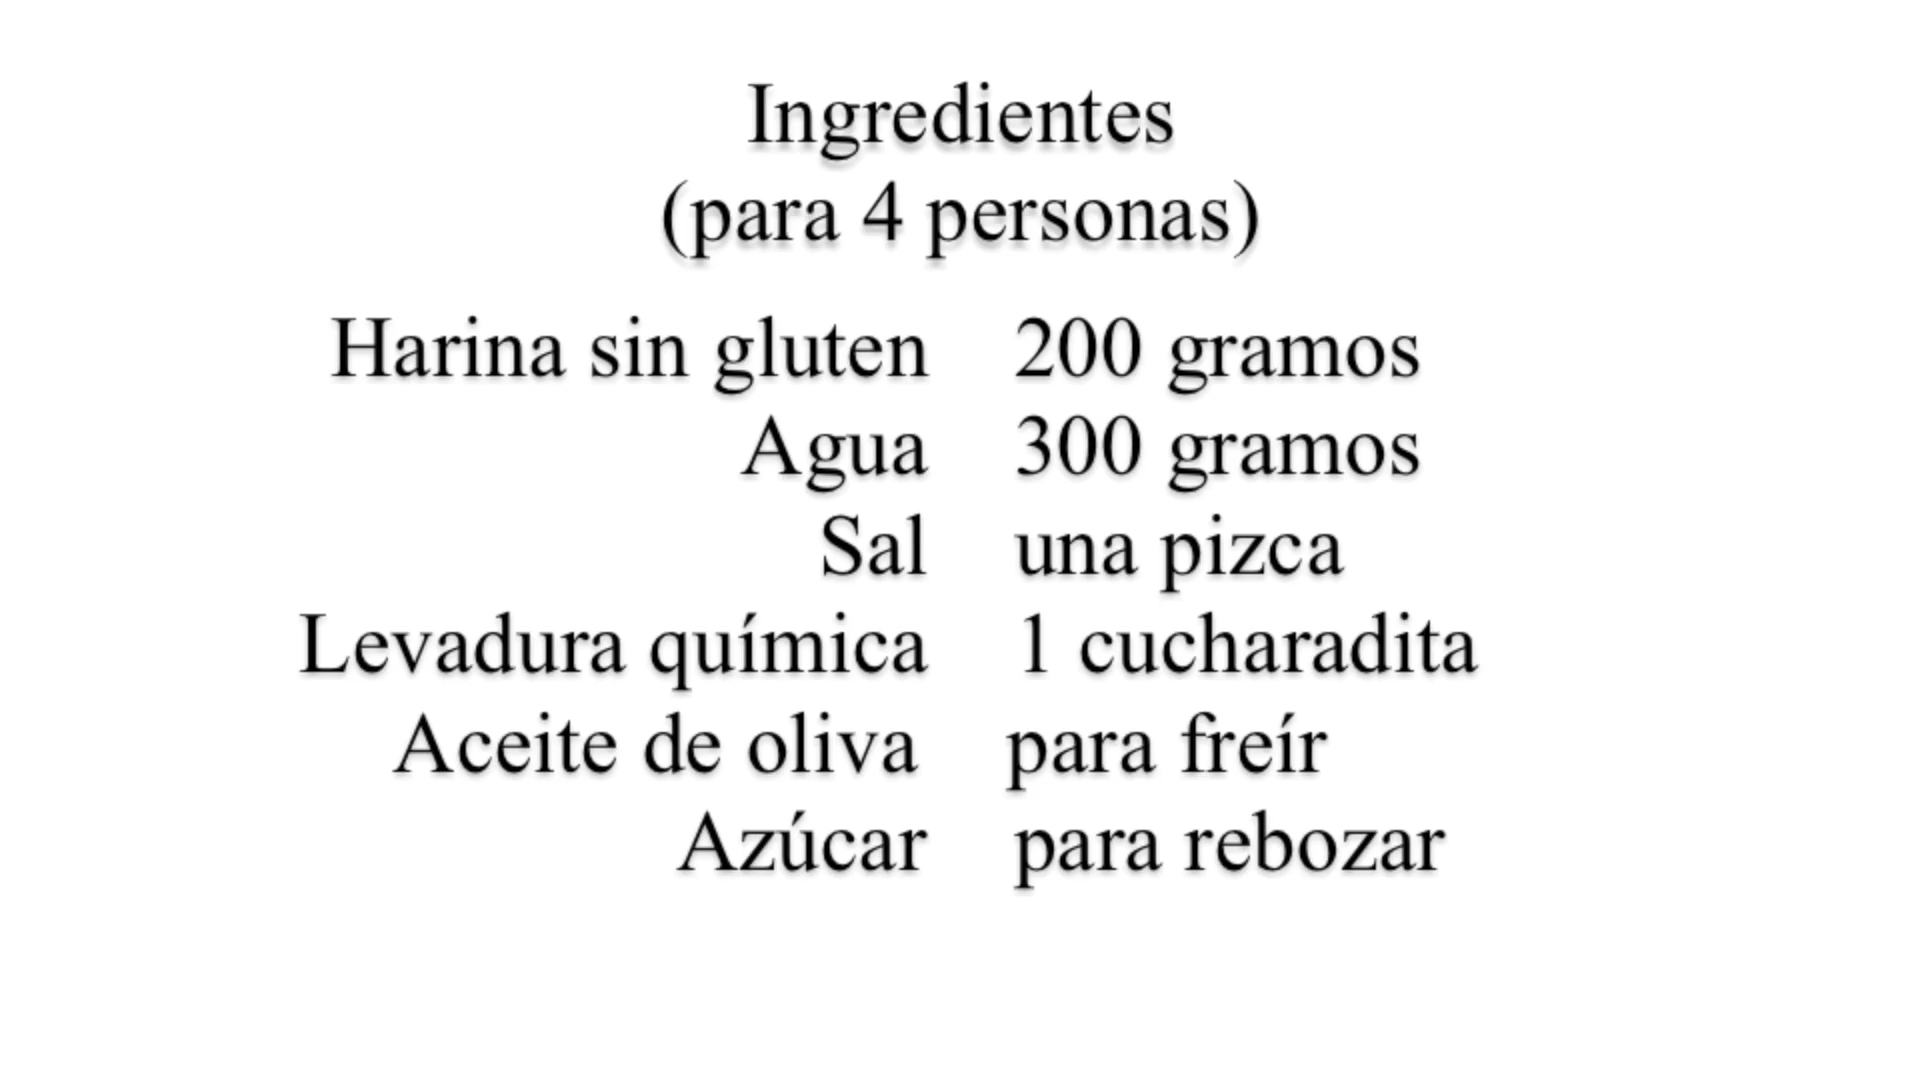 Ingredientes
(para 4 personas)
Harina sin gluten 200 gramos
Agua 300 gramos
Sal una pizca
Levadura química 1 cucharadita
Aceite de oliva para freír
Azúcar para rebozar